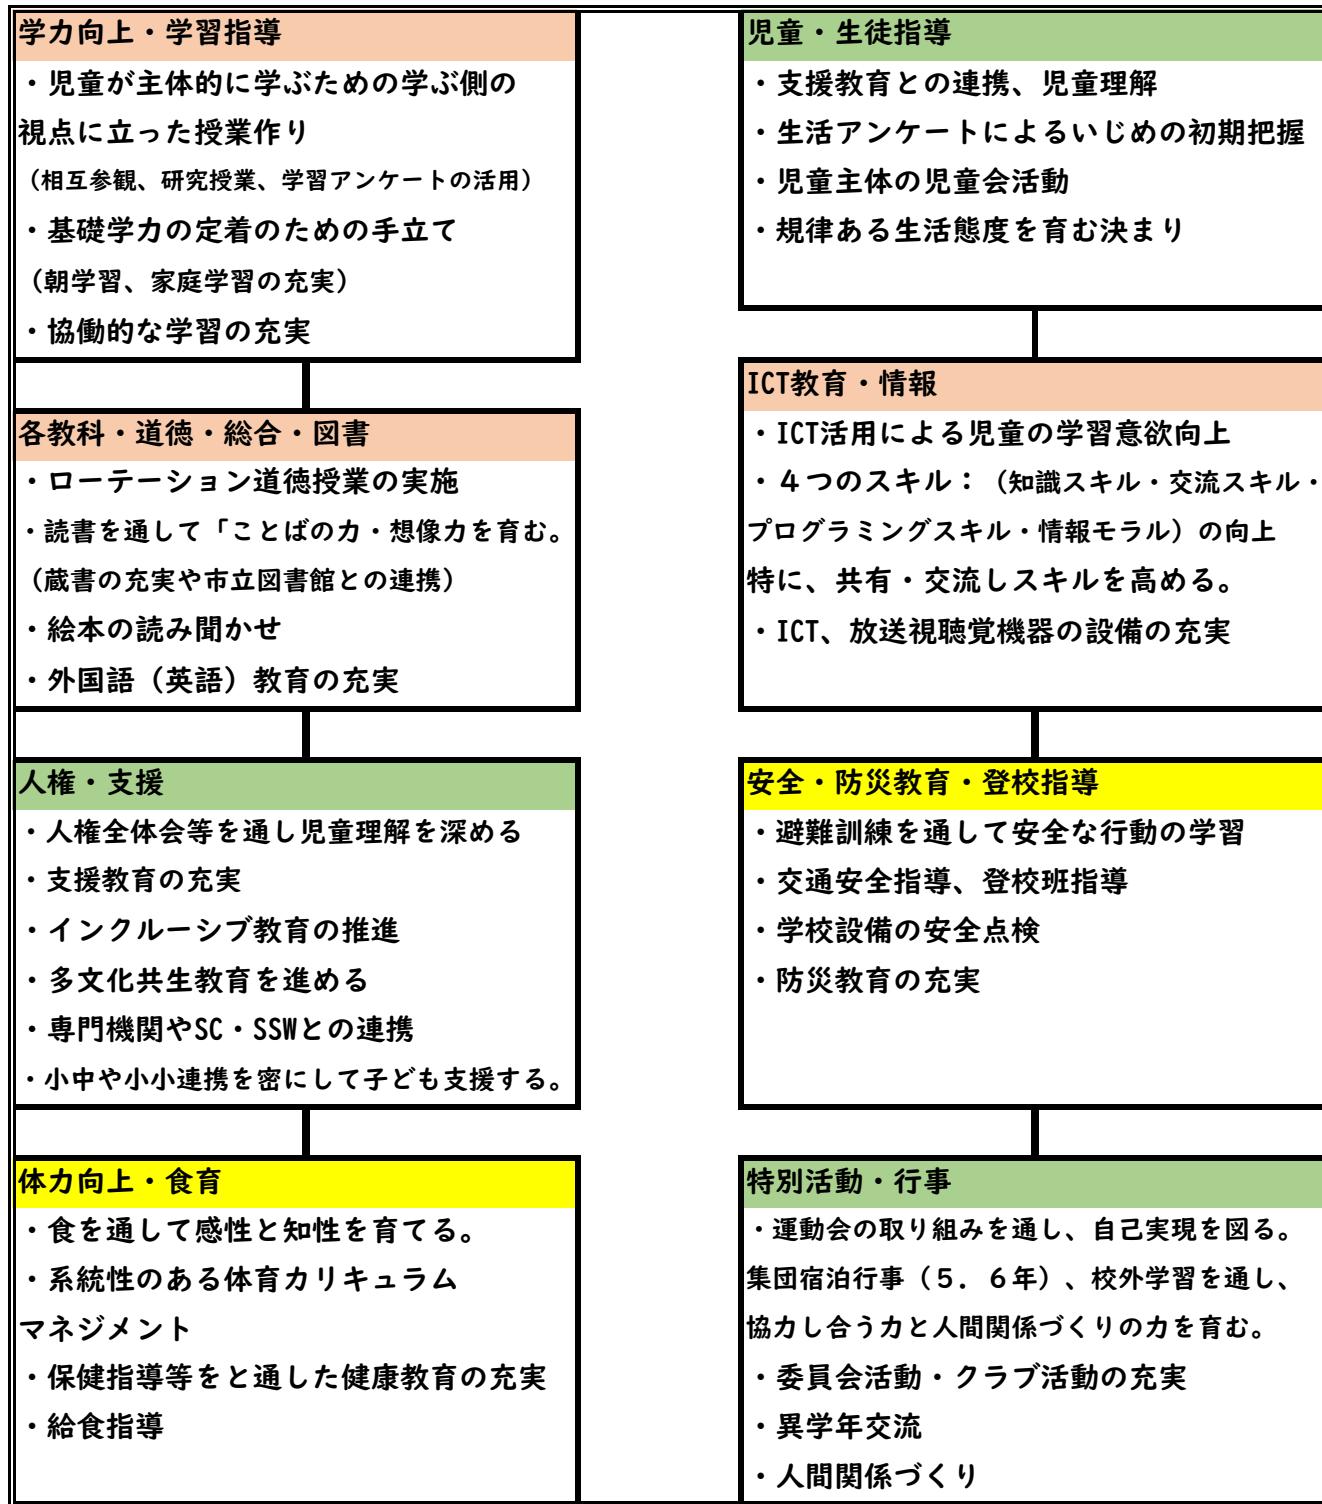 学力向上・学習指導
・児童が主体的に学ぶための学ぶ側の
視点に立った授業作り
（相互参観、研究授業、学習アンケートの活用）
・基礎学力の定着のための手立て
（朝学習、家庭学習の充実）
・協働的な学習の充実
各教科・道徳・総合・図書
・ローテーション道徳授業の実施
・読書を通して「ことばの力・想像力を育む。
（蔵書の充実や市立図書館との連携）
・絵本の読み聞かせ
・外国語（英語）教育の充実
人権・支援
・人権全体会等を通し児童理解を深める
・支援教育の充実
・インクルーシブ教育の推進
・多文化共生教育を進める
・専門機関やSC・SSWとの連携
・小中や小小連携を密にして子ども支援する。
体力向上・食育
・食を通して感性と知性を育てる。
・系統性のある体育カリキュラム
マネジメント
・保健指導等をと通した健康教育の充実
・給食指導
児童・生徒指導
・支援教育との連携、児童理解
・生活アンケートによるいじめの初期把握
・児童主体の児童会活動
・規律ある生活態度を育む決まり
ICT教育・情報
・ICT活用による児童の学習意欲向上
・４つのスキル：（知識スキル・交流スキル・
プログラミングスキル・情報モラル）の向上
特に、共有・交流しスキルを高める。
・ICT、放送視聴覚機器の設備の充実
安全・防災教育・登校指導
・避難訓練を通して安全な行動の学習
・交通安全指導、登校班指導
・学校設備の安全点検
・防災教育の充実
特別活動・行事
・運動会の取り組みを通し、自己実現を図る。
集団宿泊行事（５．６年）、校外学習を通し、
協力し合う力と人間関係づくりの力を育む。
・委員会活動・クラブ活動の充実
・異学年交流
・人間関係づくり